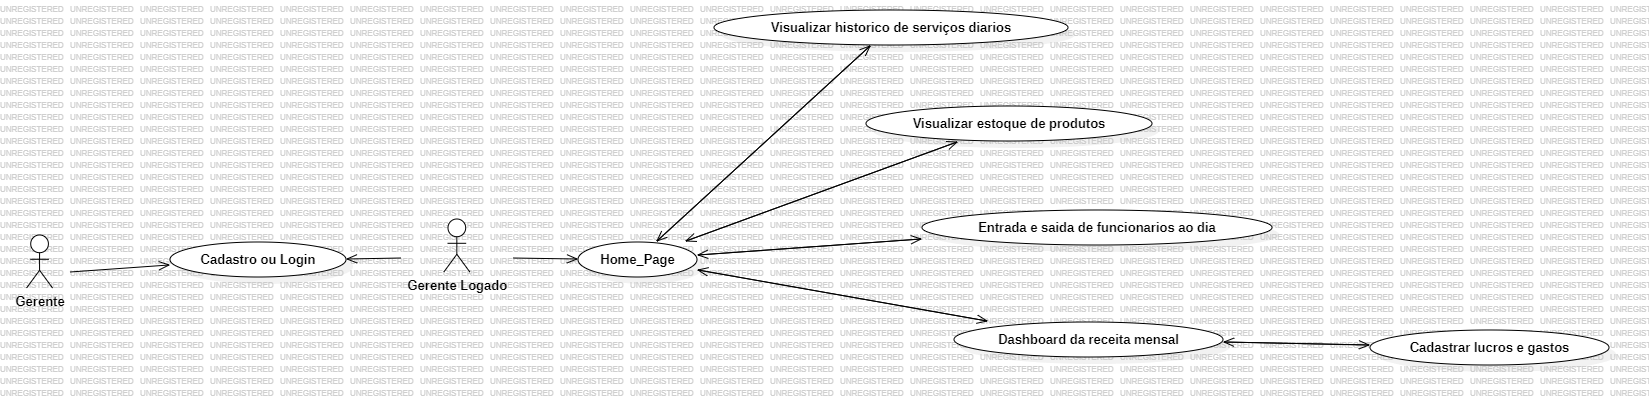 Visualizar historico de serviços diarios
Visualizar estoque de produtos
Entrada e saida de funcionarios ao dia
Cadastro ou Login
Home_Page
Gerente Logado
Gerente
Dashboard da receita mensal
Cadastrar lucros e gastos
UNREGISTERED